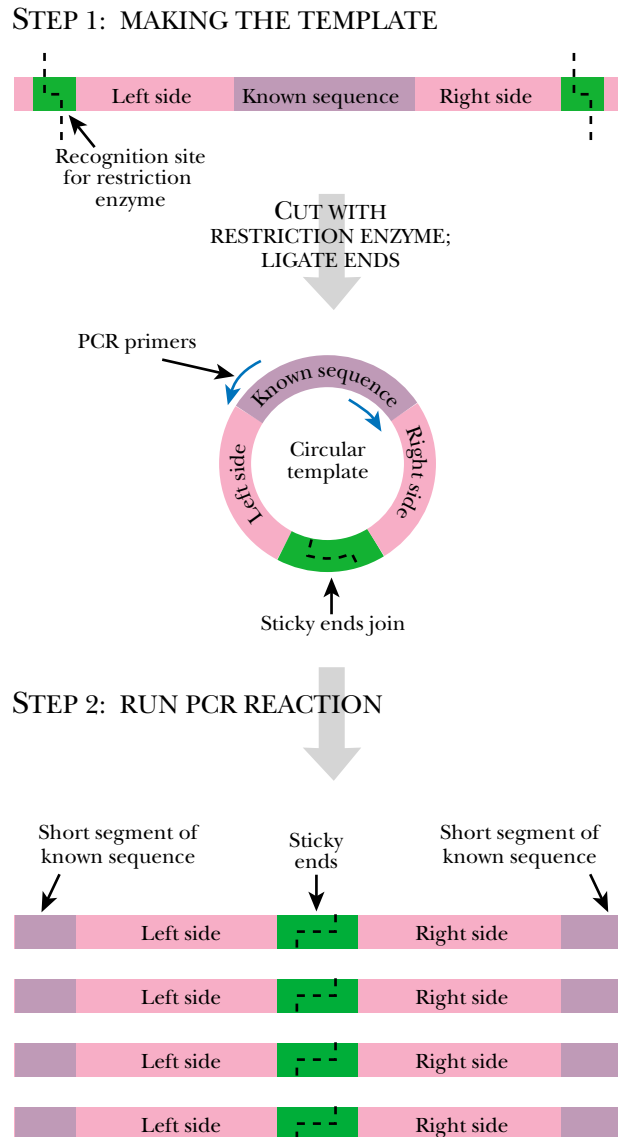 STEP 1: MAKING THE TEMPLATE
Left side
Known sequence
Right side
Recognition site
for restriction
enzyme
CUT WITH
RESTRICTION ENZYME;
LIGATE ENDS
PCR primers
Known sequence
Left side
Circular
template
Right side
Sticky ends join
STEP 2: RUN PCR REACTION
Short segment of
known sequence
Sticky
ends
Short segment of
known sequence
Left side
Right side
Left side
Right side
Left side
Right side
Left side
Right side